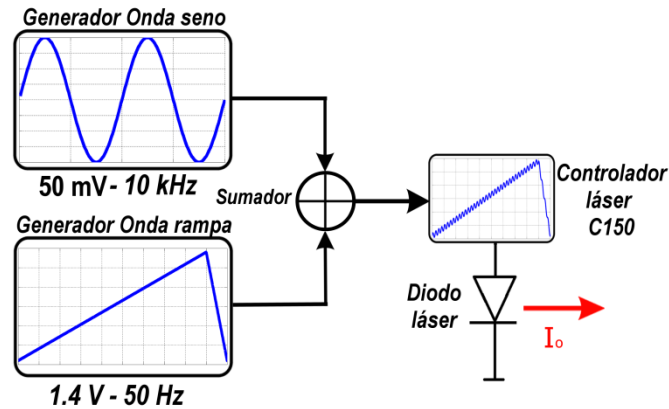 Generador Onda seno
50 mV - 10 kHz
Sumador
Generador Onda rampa
1.4 V - 50 Hz
Controlador
láser
C150
Diodo
láser
Io